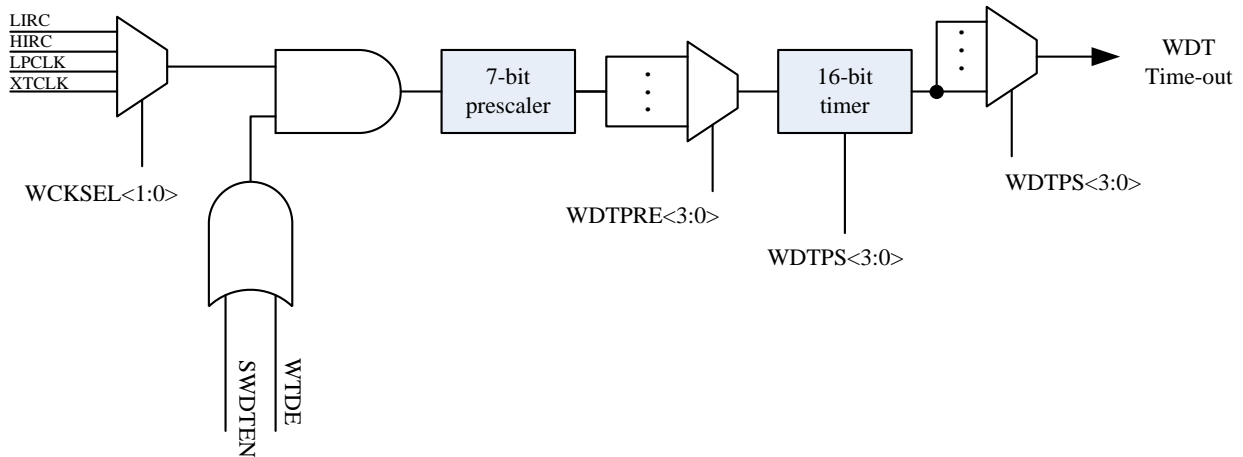 LIRC
HIRC
LPCLK
XTCLK
WCKSEL<1:0>
SWDTEN
WTDE
7-bit
prescaler
WDTPRE<3:0>
16-bit
timer
WDTPS<3:0>
WDTPS<3:0>
WDT
Time-out